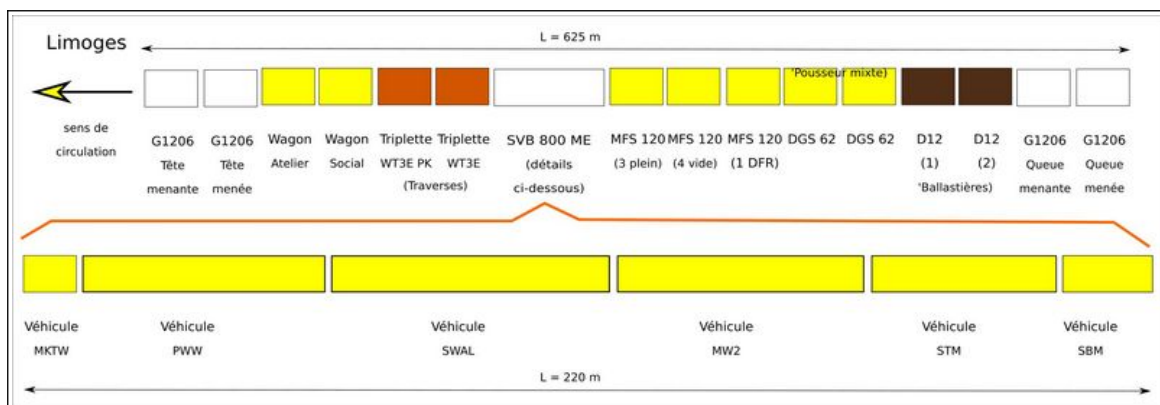 L = 625 m
Limoges
'Pousseur mixte)
sens de
circulation
G1206
Tête
menante
G1206
Tête
menée
Wagon
Atelier
Wagon
Social
Triplette
WT3E PK
Triplette
WT3E
(Traverses)
SVB 800 ME
(détails
ci-dessous)
MFS 120
(3 plein)
MFS 120
(4 vide)
MFS 120
(1 DFR)
DGS 62
DGS 62
D12
(1)
D12
(2)
'Ballastières)
G1206
Queue
menante
G1206
Queue
menée
Véhicule
MKTW
Véhicule
PWW
Véhicule
SWAL
Véhicule
MW2
Véhicule
STM
Véhicule
SBM
L = 220 m